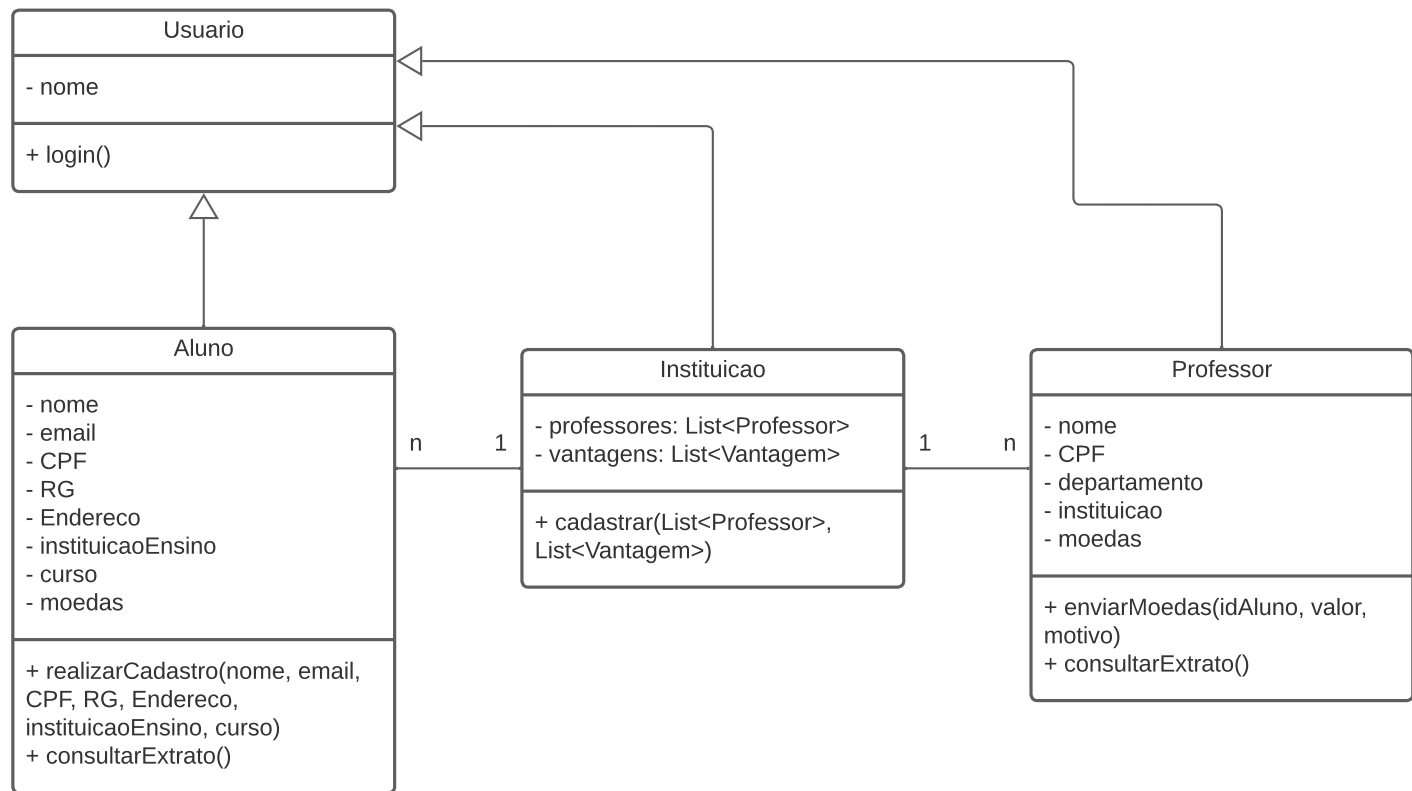 Usuario
- nome
+ login()
Aluno
- nome
- email
- CPF
- RG
- Endereco
- instituicaoEnsino
- curso
- moedas
+ realizarCadastro(nome, email,
CPF, RG, Endereco,
instituicaoEnsino, curso)
+ consultarExtrato()
n
1
Instituicao
- professores: List<Professor>
- vantagens: List<Vantagem>
+ cadastrar(List<Professor>,
List<Vantagem>)
1
n
Professor
- nome
- CPF
- departamento
- instituicao
- moedas
+ enviarMoedas(idAluno, valor,
motivo)
+ consultarExtrato()